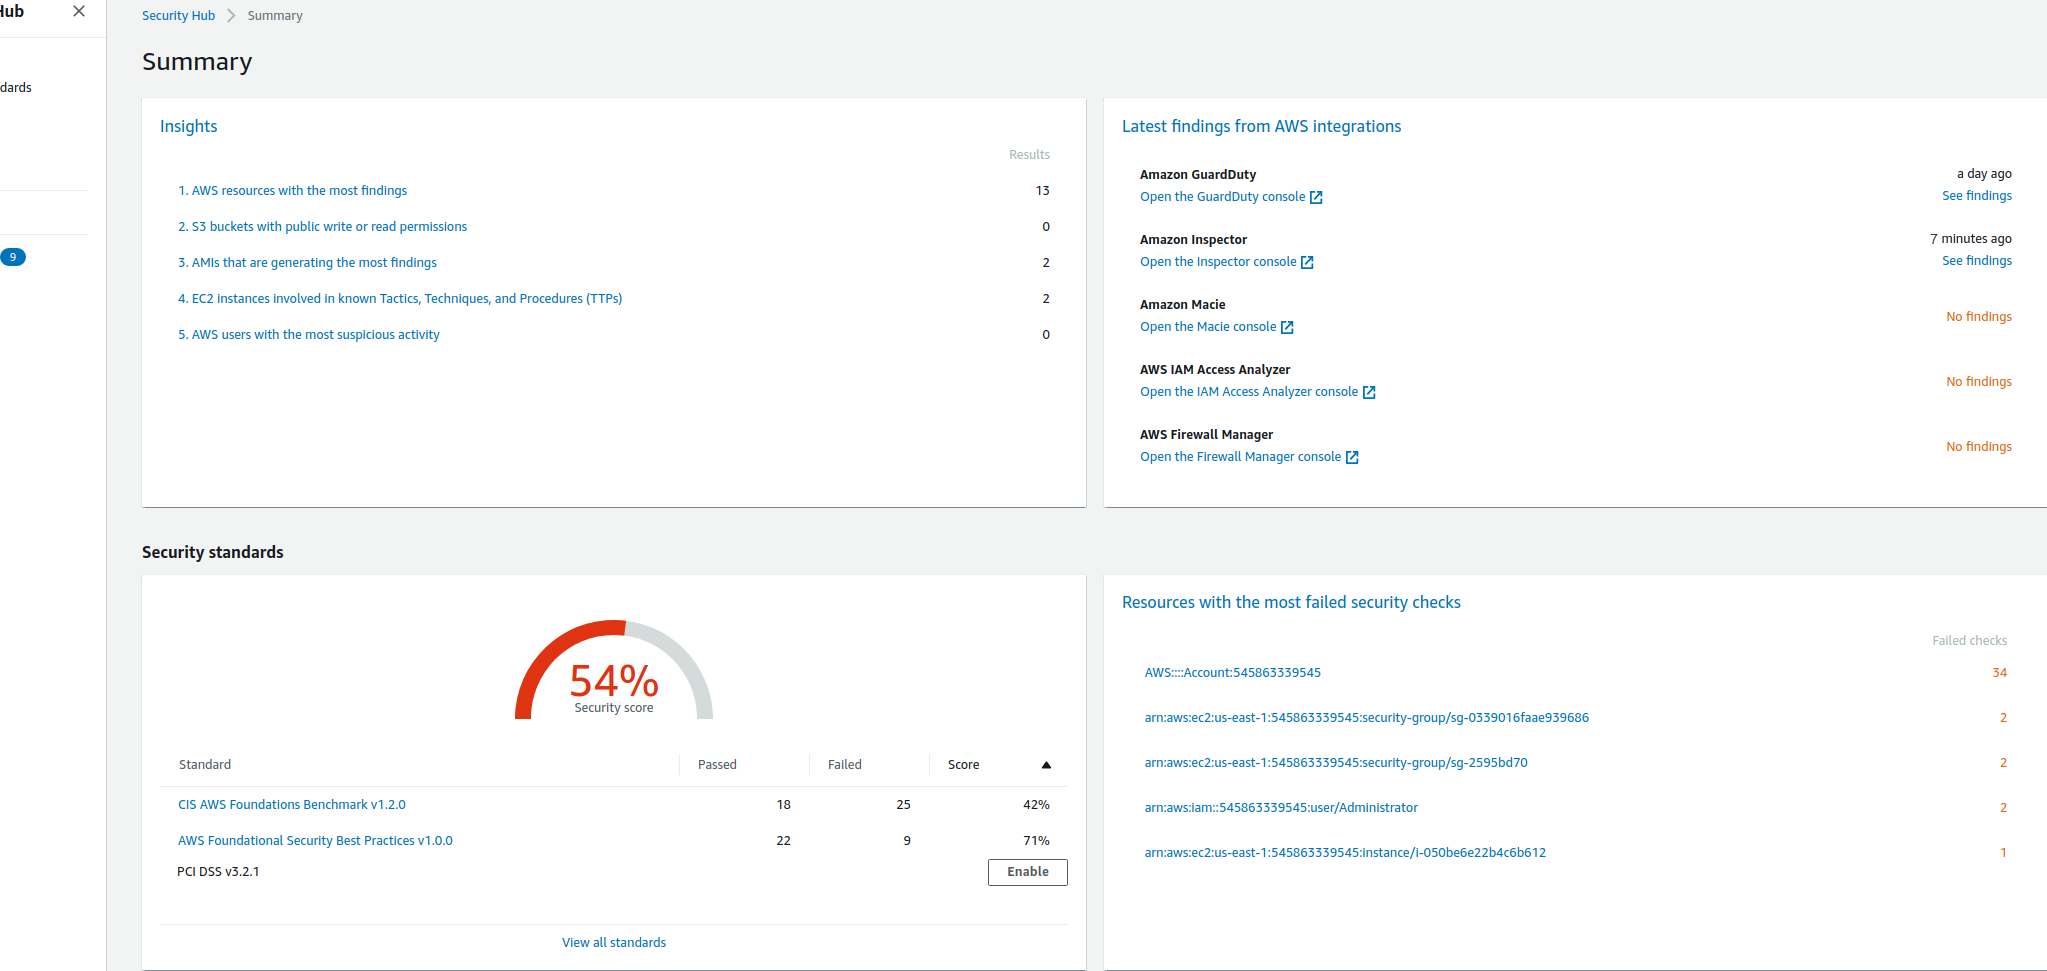 Hub
dards
9
Security Hub > Summary
Summary
Insights
Results
1. AWS resources with the most findings 13
2. S3 buckets with public write or read permissions 0
3. AMIs that are generating the most findings 2
4. EC2 instances involved in known Tactics, Techniques, and Procedures (TTPs) 2
5. AWS users with the most suspicious activity 0
Latest findings from AWS integrations
Amazon GuardDuty a day ago
Open the GuardDuty console See findings
Amazon Inspector 7 minutes ago
Open the Inspector console See findings
Amazon Macie
Open the Macie console No findings
AWS IAM Access Analyzer
Open the IAM Access Analyzer console No findings
AWS Firewall Manager
Open the Firewall Manager console No findings
Security standards
54%
Security score
Standard Passed Failed Score
CIS AWS Foundations Benchmark v1.2.0 18 25 42%
AWS Foundational Security Best Practices v1.0.0 22 9 71%
PCI DSS v3.2.1 Enable
View all standards
Resources with the most failed security checks
Failed checks
AWS::::Account:545863339545 34
arn:aws:ec2:us-east-1:545863339545:security-group/sg-0339016faae939686 2
arn:aws:ec2:us-east-1:545863339545:security-group/sg-2595bd70 2
arn:aws:iam::545863339545:user/Administrator 2
arn:aws:ec2:us-east-1:545863339545:instance/i-050be6e22b4c6b612 1